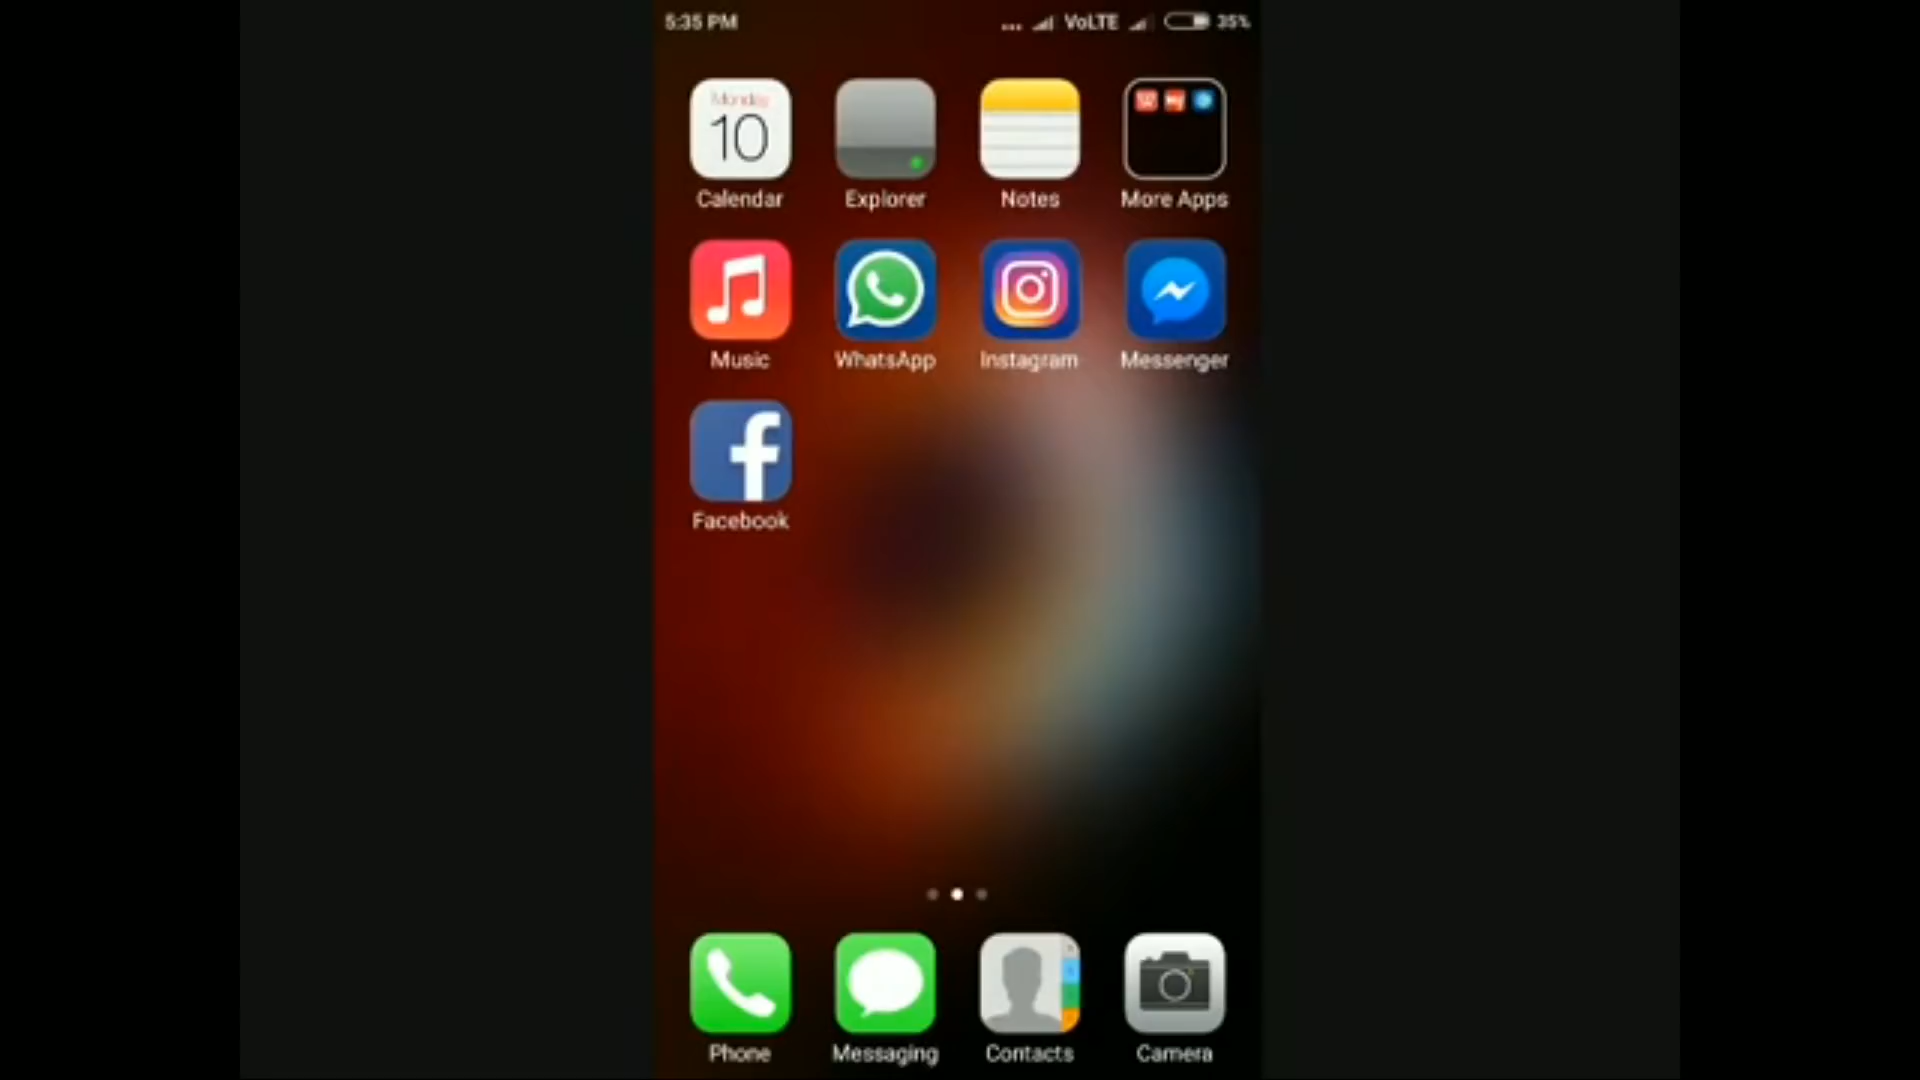 5:35 PM ... VoLTE 35%
Monday
10
Calendar Explorer Notes More Apps
Music WhatsApp Instagram Messenger
Facebook
Phone Messaging Contacts Camera